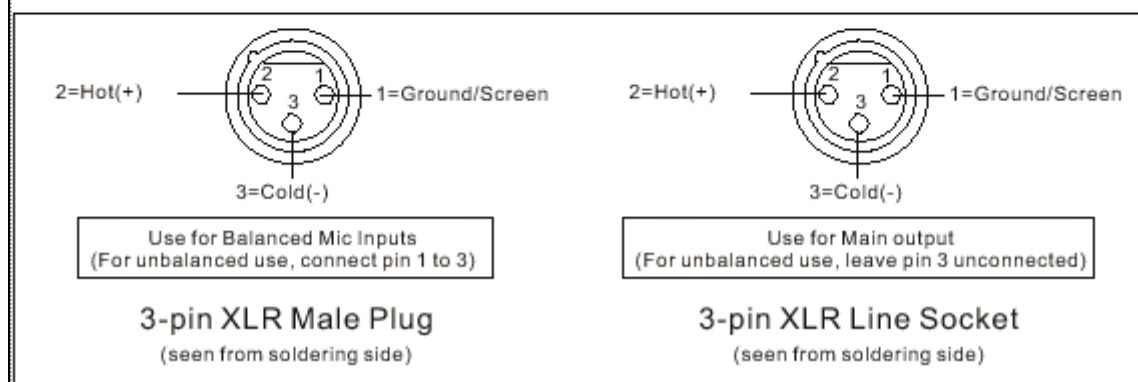 2=Hot(+)
2 1
3
1=Ground/Screen
3=Cold(-)
Use for Balanced Mic Inputs
(For unbalanced use, connect pin 1 to 3)
3-pin XLR Male Plug
(seen from soldering side)
2=Hot(+)
2 1
3
1=Ground/Screen
3=Cold(-)
Use for Main output
(For unbalanced use, leave pin 3 unconnected)
3-pin XLR Line Socket
(seen from soldering side)